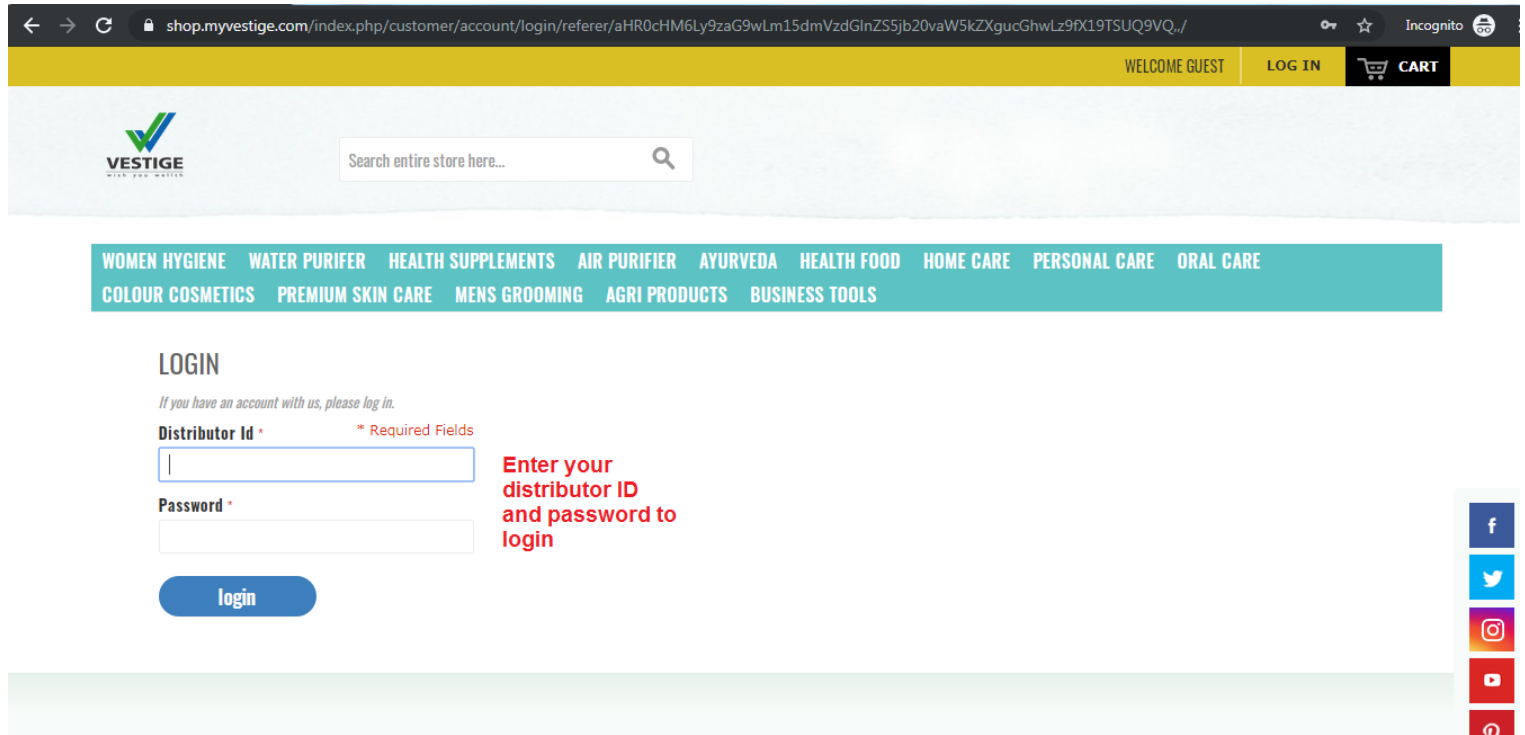 shop.myvestige.com/index.php/customer/account/login/referer/aHR0cHM6Ly9zaG9wLm15dmVzdGlnZS5jb20vaW5kZXgucGhwLz9fX19TSUQ9VQ,,/
Incognito
WELCOME GUEST LOG IN CART
VESTIGE
wish you wellth
Search entire store here...
WOMEN HYGIENE WATER PURIFER HEALTH SUPPLEMENTS AIR PURIFIER AYURVEDA HEALTH FOOD HOME CARE PERSONAL CARE ORAL CARE
COLOUR COSMETICS PREMIUM SKIN CARE MENS GROOMING AGRI PRODUCTS BUSINESS TOOLS
LOGIN
If you have an account with us, please log in.
Distributor Id * * Required Fields
Enter your
distributor ID
and password to
login
Password *
login